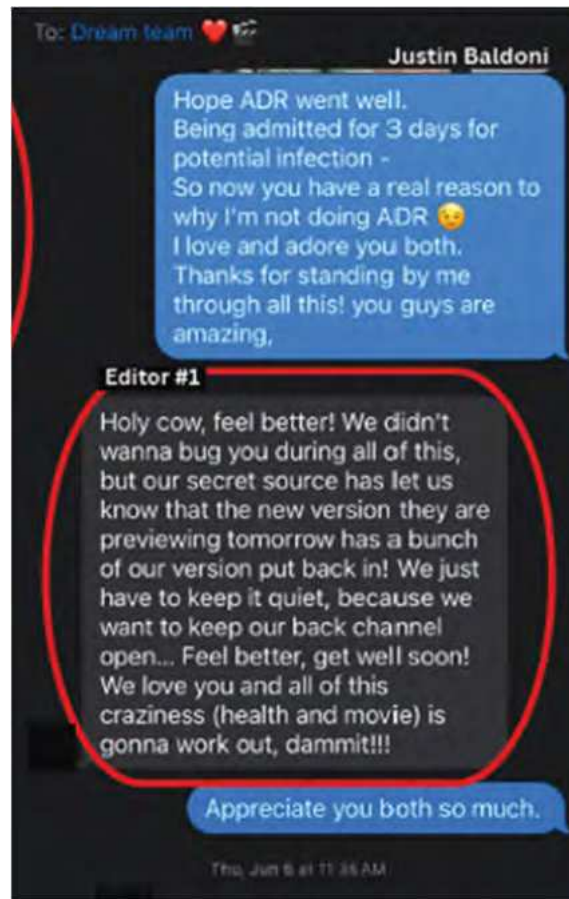 To: Dream team ❤️🎬
Justin Baldoni
Hope ADR went well.
Being admitted for 3 days for
potential infection -
So now you have a real reason to
why I'm not doing ADR 😉
I love and adore you both.
Thanks for standing by me
through all this! you guys are
amazing,
Editor #1
Holy cow, feel better! We didn't
wanna bug you during all of this,
but our secret source has let us
know that the new version they are
previewing tomorrow has a bunch
of our version put back in! We just
have to keep it quiet, because we
want to keep our back channel
open... Feel better, get well soon!
We love you and all of this
craziness (health and movie) is
gonna work out, dammit!!!
Appreciate you both so much.
Thu, Jun 6 at 11:36 AM